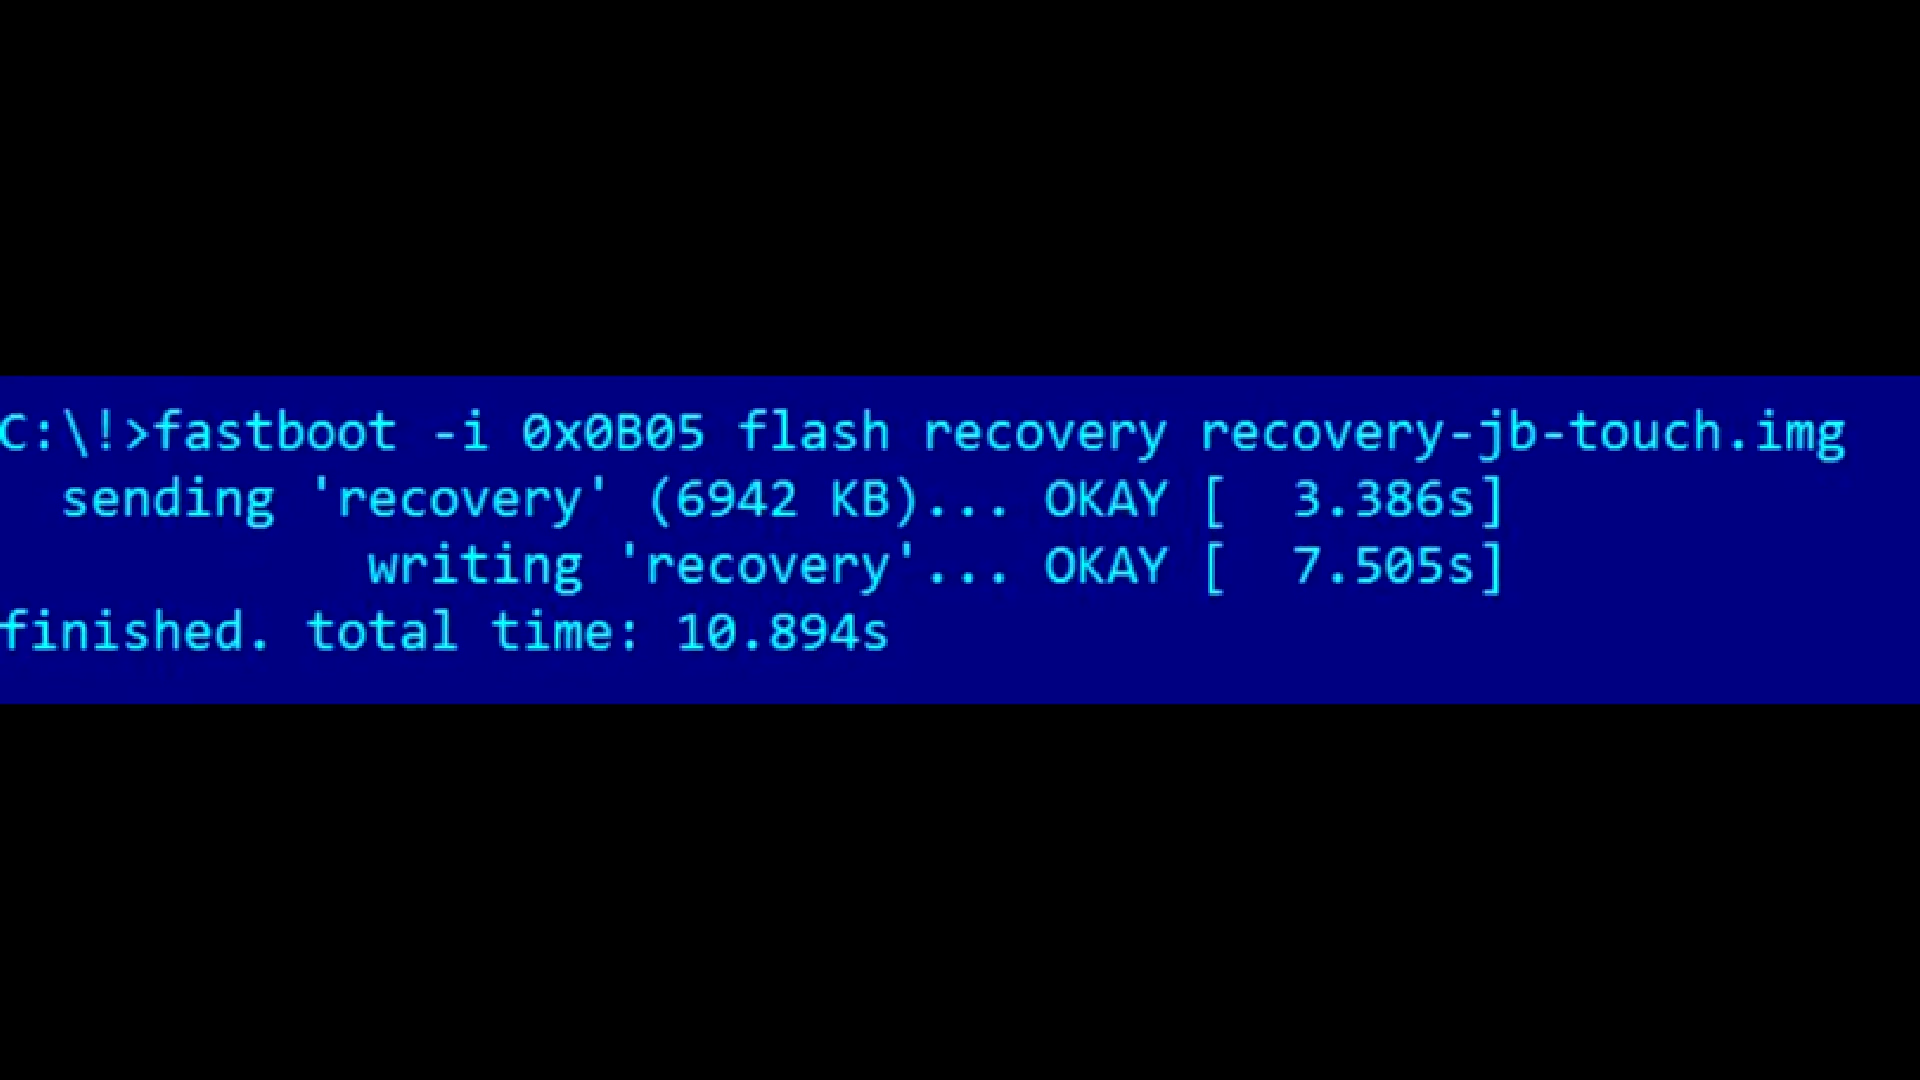 C:\!>fastboot -i 0x0B05 flash recovery recovery-jb-touch.img
sending 'recovery' (6942 KB)... OKAY [  3.386s]
writing 'recovery'... OKAY [  7.505s]
finished. total time: 10.894s